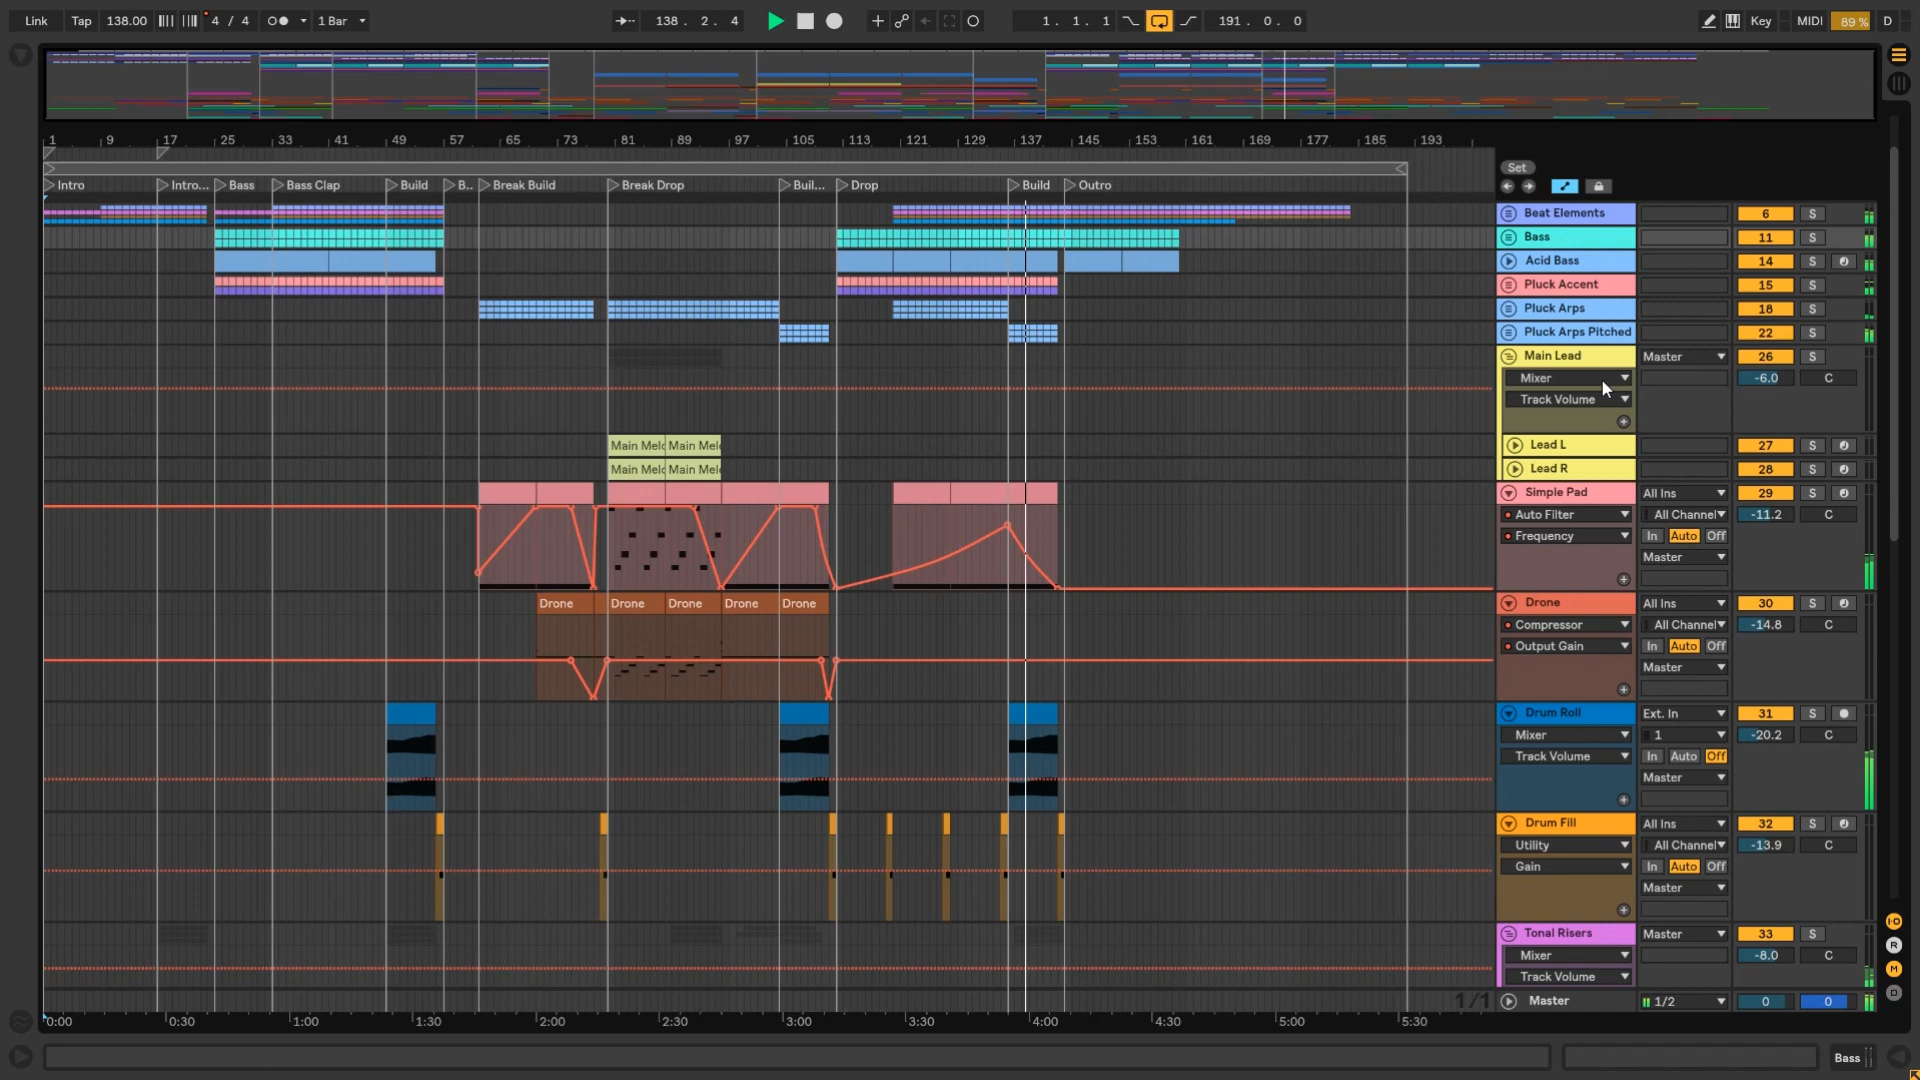 Link Tap 138.00 4 / 4 1 Bar 138 . 2 . 4 1 . 1 . 1 191 . 0 . 0 Key MIDI 89 % D
1 9 17 25 33 41 49 57 65 73 81 89 97 105 113 121 129 137 145 153 161 169 177 185 193
Set
Intro Intro... Bass Bass Clap Build B.. Break Build Break Drop Buil... Drop Build Outro
Beat Elements 6 S
Bass 11 S
Acid Bass 14 S
Pluck Accent 15 S
Pluck Arps 18 S
Pluck Arps Pitched 22 S
Main Lead Master 26 S
Mixer -6.0 C
Track Volume
Main Melo Main Mel Lead L 27 S
Main Melo Main Mel Lead R 28 S
Simple Pad All Ins 29 S
Auto Filter All Channel -11.2 C
Frequency In Auto Off
Master
Drone Drone Drone Drone Drone Drone All Ins 30 S
Compressor All Channel -14.8 C
Output Gain In Auto Off
Master
Drum Roll Ext. In 31 S
Mixer 1 -20.2 C
Track Volume In Auto Off
Master
Drum Fill All Ins 32 S
Utility All Channel -13.9 C
Gain In Auto Off
Master
I·O
Tonal Risers Master 33 S
R
Mixer -8.0 C
M
Track Volume
D
1/1 Master 1/2 0 0
0:00 0:30 1:00 1:30 2:00 2:30 3:00 3:30 4:00 4:30 5:00 5:30
Bass